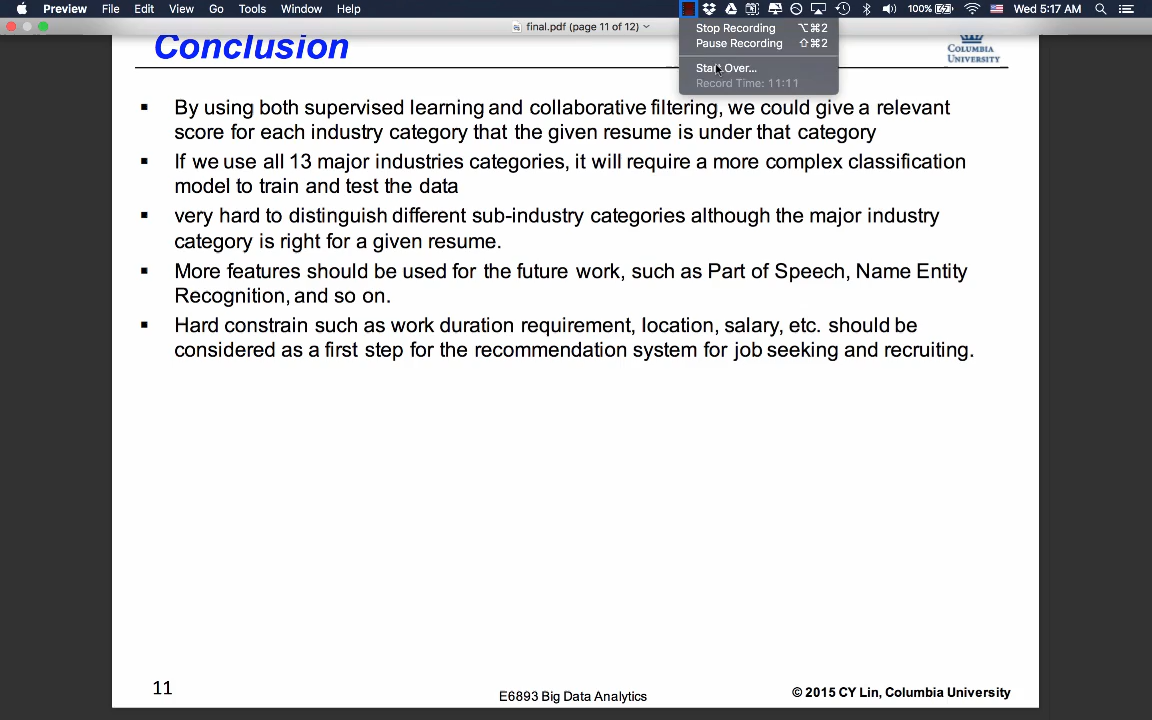 Preview File Edit View Go Tools Window Help 100% Wed 5:17 AM
final.pdf (page 11 of 12)
Stop Recording ⌥⌘2
Pause Recording ⇧⌘2
Start Over...
Record Time: 11:11
Conclusion
COLUMBIA
UNIVERSITY
▪ By using both supervised learning and collaborative filtering, we could give a relevant
score for each industry category that the given resume is under that category
▪ If we use all 13 major industries categories, it will require a more complex classification
model to train and test the data
▪ very hard to distinguish different sub-industry categories although the major industry
category is right for a given resume.
▪ More features should be used for the future work, such as Part of Speech, Name Entity
Recognition, and so on.
▪ Hard constrain such as work duration requirement, location, salary, etc. should be
considered as a first step for the recommendation system for job seeking and recruiting.
11
E6893 Big Data Analytics
© 2015 CY Lin, Columbia University